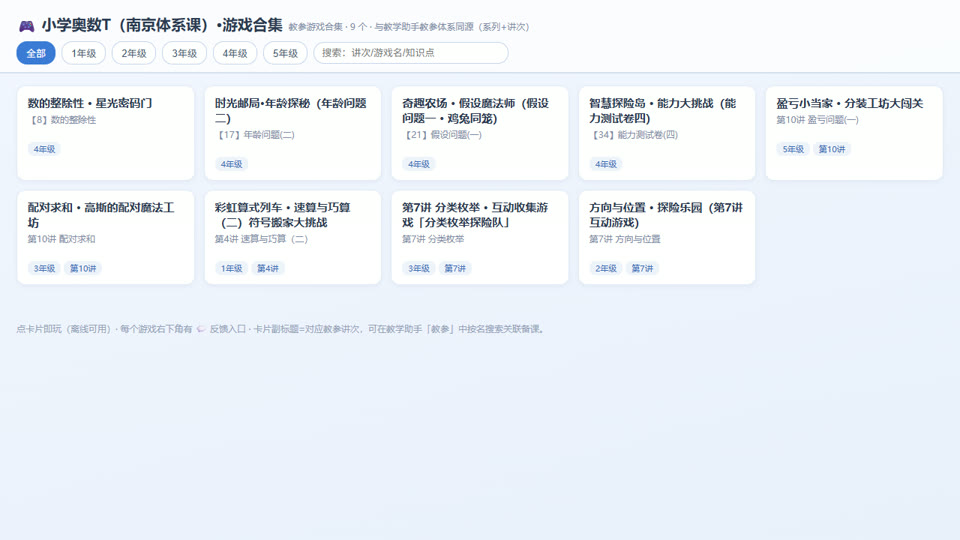 小学奥数T（南京体系课）•游戏合集 教参游戏合集 · 9 个 · 与教学助手教参体系同源（系列+讲次）
全部 1年级 2年级 3年级 4年级 5年级 搜索：讲次/游戏名/知识点
数的整除性 • 星光密码门
【8】数的整除性
4年级
时光邮局•年龄探秘（年龄问题
二）
【17】年龄问题(二)
4年级
奇趣农场 • 假设魔法师（假设
问题一 • 鸡兔同笼）
【21】假设问题(一)
4年级
智慧探险岛 • 能力大挑战（能
力测试卷四）
【34】能力测试卷(四)
4年级
盈亏小当家 • 分装工坊大闯关
第10讲 盈亏问题(一)
5年级 第10讲
配对求和 • 高斯的配对魔法工
坊
第10讲 配对求和
3年级 第10讲
彩虹算式列车 • 速算与巧算
（二）符号搬家大挑战
第4讲 速算与巧算（二）
1年级 第4讲
第7讲 分类枚举 • 互动收集游
戏「分类枚举探险队」
第7讲 分类枚举
3年级 第7讲
方向与位置 • 探险乐园（第7讲
互动游戏）
第7讲 方向与位置
2年级 第7讲
点卡片即玩（离线可用）· 每个游戏右下角有 反馈入口 · 卡片副标题=对应教参讲次，可在教学助手「教参」中按名搜索关联备课。